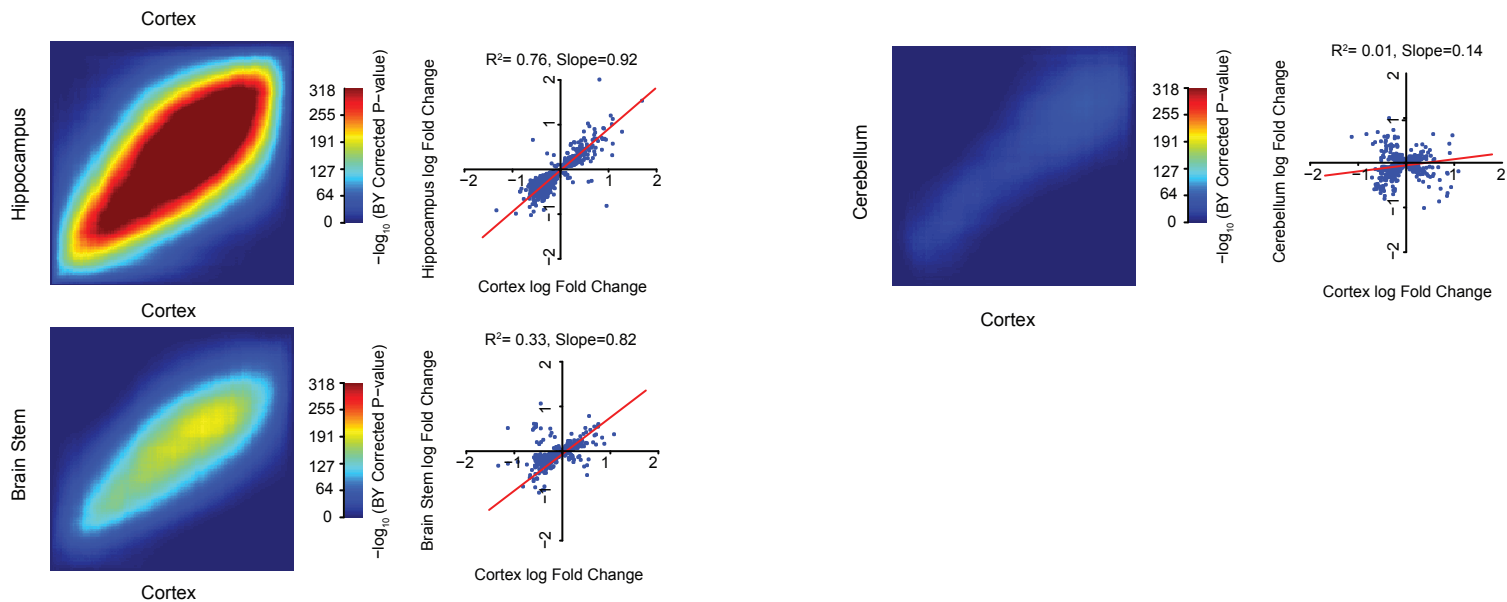 Cortex
Hippocampus
318
255
191
127
64
0
−log10 (BY Corrected P−value)
R2= 0.76, Slope=0.92
Hippocampus log Fold Change
2
1
−2 −1 1 2
−1
−2
Cortex log Fold Change
Cerebellum
318
255
191
127
64
0
−log10 (BY Corrected P−value)
Cortex
R2= 0.01, Slope=0.14
Cerebellum log Fold Change
2
1
−2 −1 1 2
−1
−2
Cortex log Fold Change
Cortex
Brain Stem
318
255
191
127
64
0
−log10 (BY Corrected P−value)
Cortex
R2= 0.33, Slope=0.82
Brain Stem log Fold Change
2
1
−2 −1 1 2
−1
−2
Cortex log Fold Change